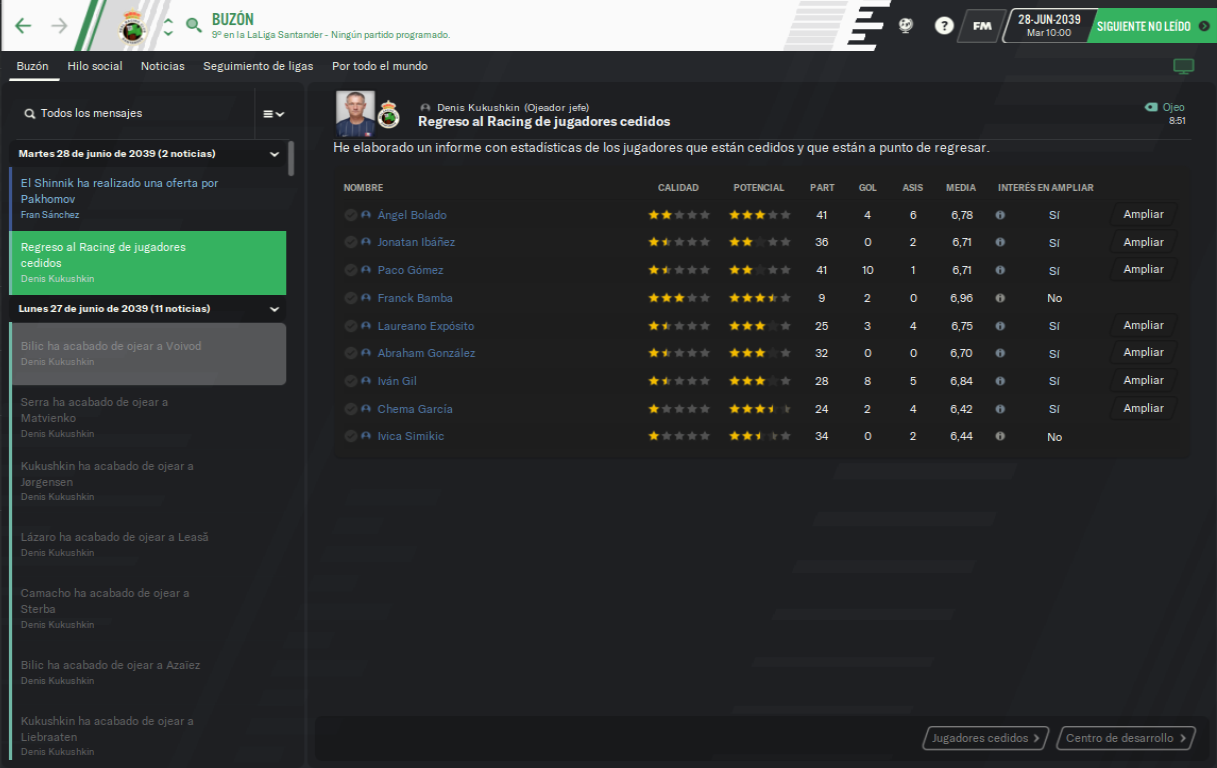 BUZÓN
9º en la LaLiga Santander - Ningún partido programado.
?
FM
28-JUN-2039
Mar 10:00
SIGUIENTE NO LEÍDO
Buzón Hilo social Noticias Seguimiento de ligas Por todo el mundo
Todos los mensajes
Martes 28 de junio de 2039 (2 noticias)
El Shinnik ha realizado una oferta por
Pakhomov
Fran Sánchez
Regreso al Racing de jugadores
cedidos
Denis Kukushkin
Lunes 27 de junio de 2039 (11 noticias)
Bilic ha acabado de ojear a Voivod
Denis Kukushkin
Serra ha acabado de ojear a
Matvienko
Denis Kukushkin
Kukushkin ha acabado de ojear a
Jørgensen
Denis Kukushkin
Lázaro ha acabado de ojear a Leasă
Denis Kukushkin
Camacho ha acabado de ojear a
Sterba
Denis Kukushkin
Bilic ha acabado de ojear a Azaïez
Denis Kukushkin
Kukushkin ha acabado de ojear a
Liebraaten
Denis Kukushkin
Denis Kukushkin (Ojeador jefe)
Regreso al Racing de jugadores cedidos
Ojeo
8:51
He elaborado un informe con estadísticas de los jugadores que están cedidos y que están a punto de regresar.
NOMBRE CALIDAD POTENCIAL PART GOL ASIS MEDIA INTERÉS EN AMPLIAR
Ángel Bolado 41 4 6 6,78 Sí Ampliar
Jonatan Ibáñez 36 0 2 6,71 Sí Ampliar
Paco Gómez 41 10 1 6,71 Sí Ampliar
Franck Bamba 9 2 0 6,96 No
Laureano Expósito 25 3 4 6,75 Sí Ampliar
Abraham González 32 0 0 6,70 Sí Ampliar
Iván Gil 28 8 5 6,84 Sí Ampliar
Chema García 24 2 4 6,42 Sí Ampliar
Ivica Simikic 34 0 2 6,44 No
Jugadores cedidos Centro de desarrollo